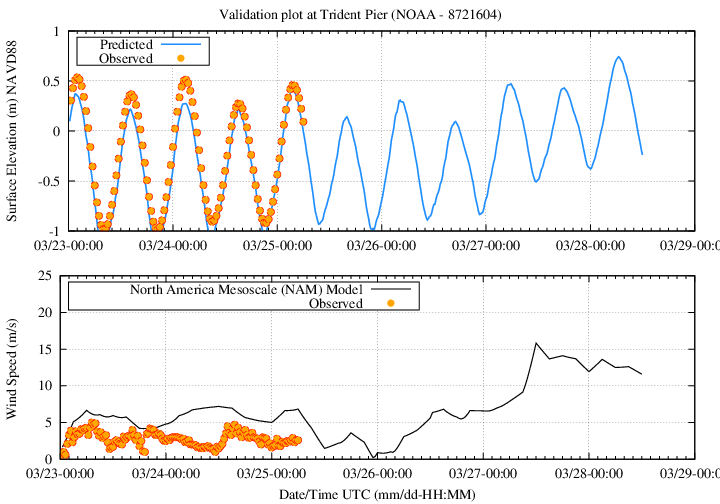 Validation plot at Trident Pier (NOAA - 8721604)
Surface Elevation (m) NAVD88
Predicted
Observed
1
0.5
0
-0.5
-1
03/23-00:00 03/24-00:00 03/25-00:00 03/26-00:00 03/27-00:00 03/28-00:00 03/29-00:0
Wind Speed (m/s)
North America Mesoscale (NAM) Model
Observed
25
20
15
10
5
0
03/23-00:00 03/24-00:00 03/25-00:00 03/26-00:00 03/27-00:00 03/28-00:00 03/29-00:0
Date/Time UTC (mm/dd-HH:MM)